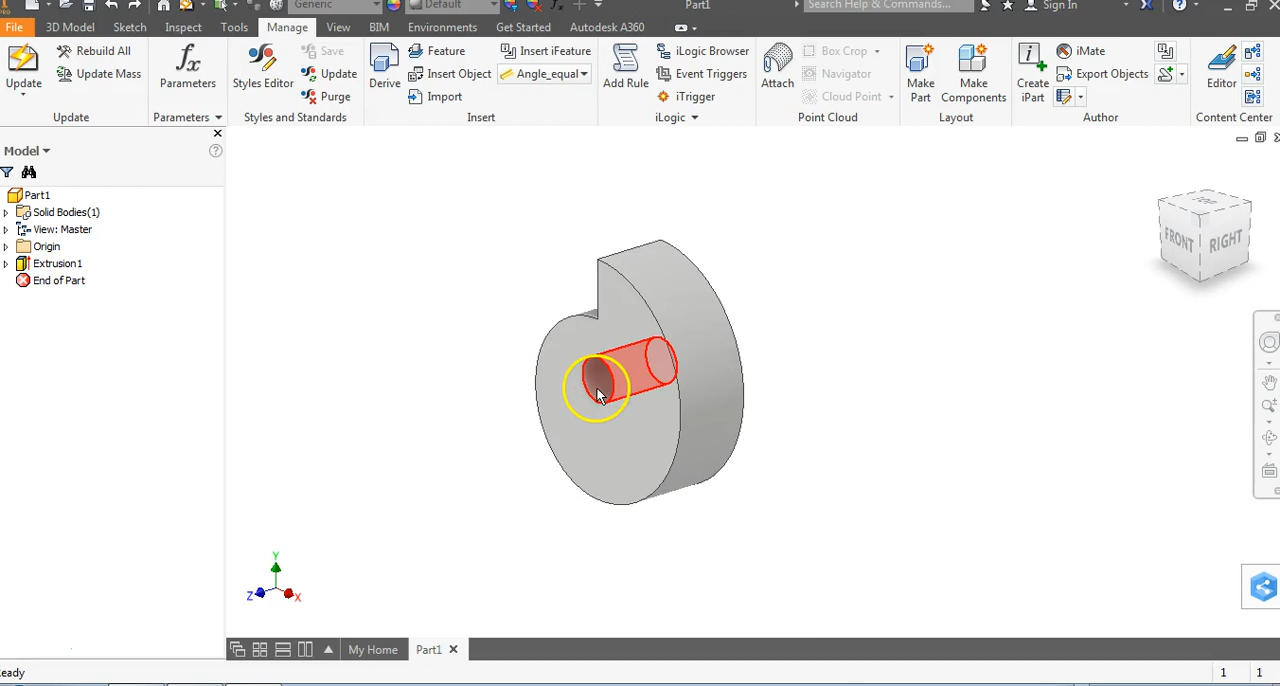 PRO
Generic
Default
Part1
Search Help & Commands...
Sign In
File
3D Model
Sketch
Inspect
Tools
Manage
View
BIM
Environments
Get Started
Autodesk A360
Update
Rebuild All
Update Mass
Update
Parameters
Parameters
Styles Editor
Save
Update
Purge
Styles and Standards
Derive
Feature
Insert Object
Import
Insert iFeature
Angle_equal
Insert
Add Rule
iLogic Browser
Event Triggers
iTrigger
iLogic
Attach
Box Crop
Navigator
Cloud Point
Point Cloud
Make
Part
Make
Components
Layout
Create
iPart
iMate
Export Objects
Author
Editor
Content Center
Model
Part1
Solid Bodies(1)
View: Master
Origin
Extrusion1
End of Part
TOP
FRONT
RIGHT
Y
Z
X
My Home
Part1
eady
1
1